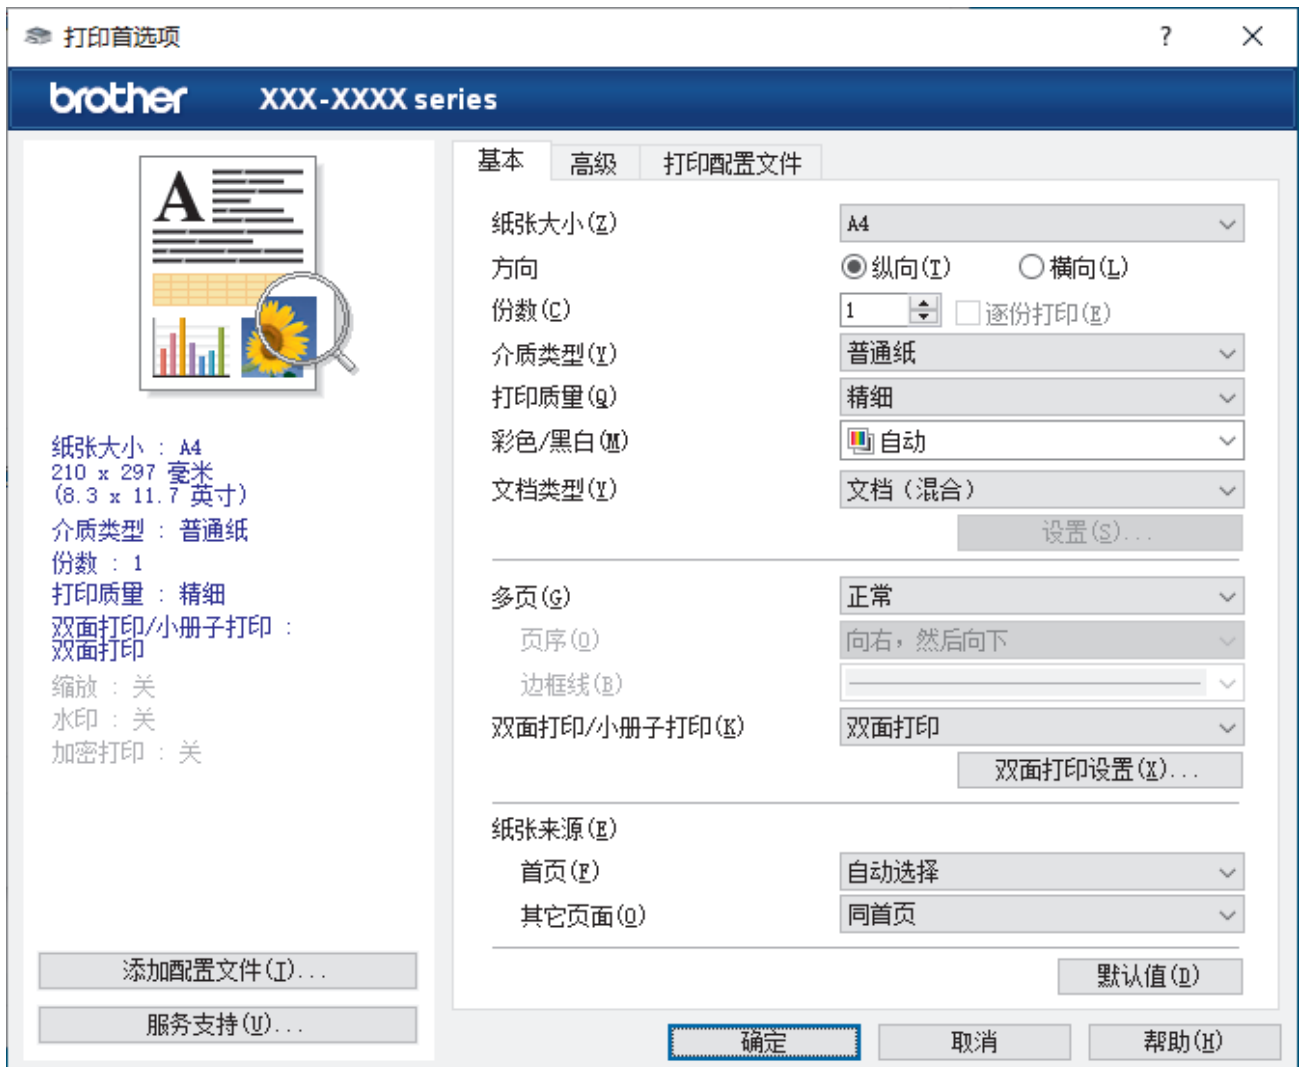 打印首选项 ?
brother XXX-XXXX series
A
纸张大小 : A4
210 x 297 毫米
(8.3 x 11.7 英寸)
介质类型 : 普通纸
份数 : 1
打印质量 : 精细
双面打印/小册子打印 :
双面打印
缩放 : 关
水印 : 关
加密打印 : 关
添加配置文件(J)...
服务支持(U)...
基本 高级 打印配置文件
纸张大小(Z) A4
方向 纵向(T) 横向(L)
份数(C) 1 逐份打印(E)
介质类型(Y) 普通纸
打印质量(Q) 精细
彩色/黑白(M) 自动
文档类型(Y) 文档（混合）
设置(S)...
多页(G) 正常
页序(O) 向右，然后向下
边框线(B)
双面打印/小册子打印(K) 双面打印
双面打印设置(X)...
纸张来源(E)
首页(F) 自动选择
其它页面(O) 同首页
默认值(D)
确定 取消 帮助(H)